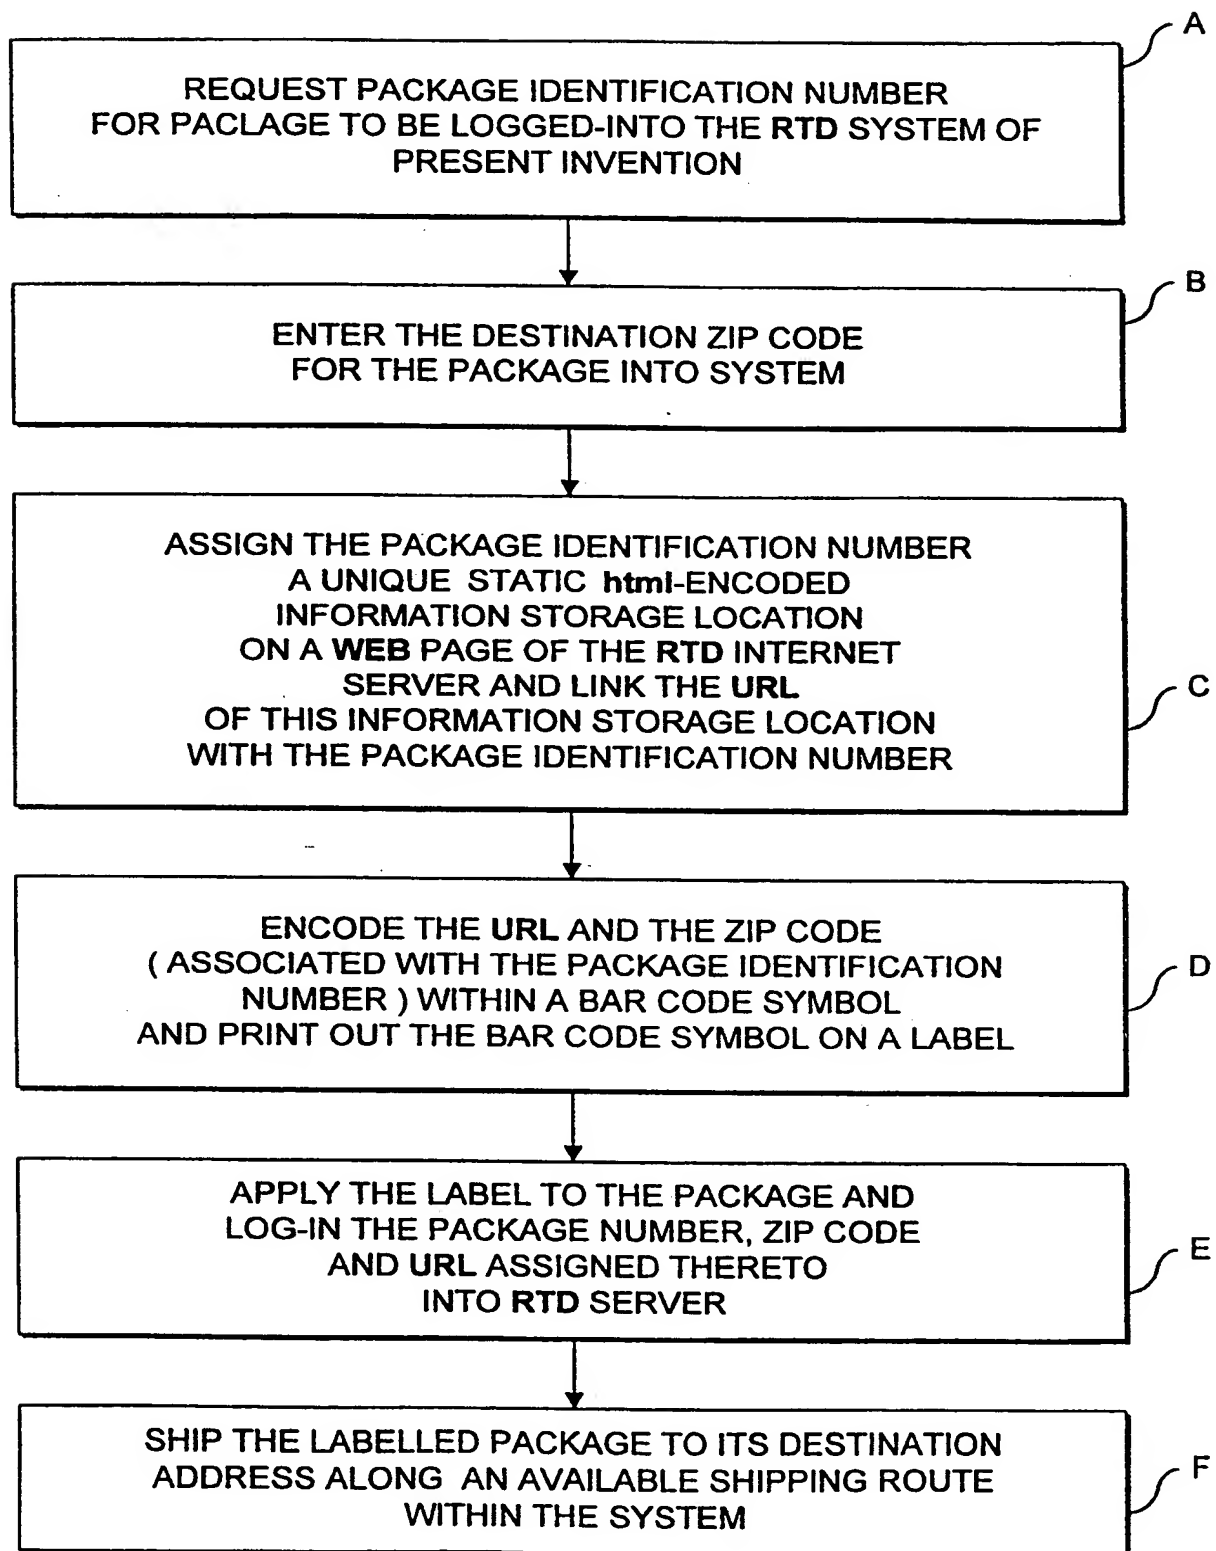 A
REQUEST PACKAGE IDENTIFICATION NUMBER
FOR PACLAGE TO BE LOGGED-INTO THE RTD SYSTEM OF
PRESENT INVENTION
B
ENTER THE DESTINATION ZIP CODE
FOR THE PACKAGE INTO SYSTEM
ASSIGN THE PACKAGE IDENTIFICATION NUMBER
A UNIQUE STATIC html-ENCODED
INFORMATION STORAGE LOCATION
ON A WEB PAGE OF THE RTD INTERNET
SERVER AND LINK THE URL
OF THIS INFORMATION STORAGE LOCATION
WITH THE PACKAGE IDENTIFICATION NUMBER
C
ENCODE THE URL AND THE ZIP CODE
( ASSOCIATED WITH THE PACKAGE IDENTIFICATION
NUMBER ) WITHIN A BAR CODE SYMBOL
AND PRINT OUT THE BAR CODE SYMBOL ON A LABEL
D
APPLY THE LABEL TO THE PACKAGE AND
LOG-IN THE PACKAGE NUMBER, ZIP CODE
AND URL ASSIGNED THERETO
INTO RTD SERVER
E
SHIP THE LABELLED PACKAGE TO ITS DESTINATION
ADDRESS ALONG AN AVAILABLE SHIPPING ROUTE
WITHIN THE SYSTEM
F